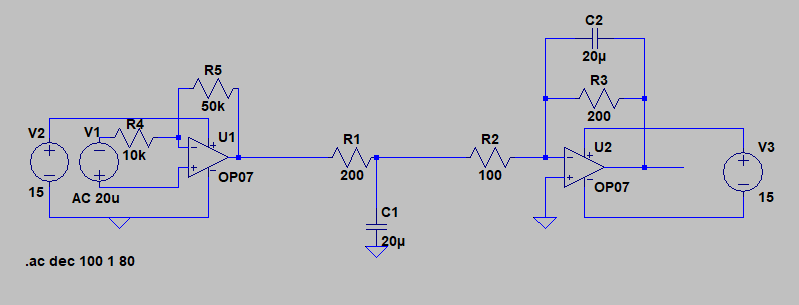 C2
20µ
R3
200
R5
50k
V2
V1
R4
10k
U1
OP07
R1
200
R2
100
U2
OP07
V3
15
15
AC 20u
C1
20µ
.ac dec 100 1 80